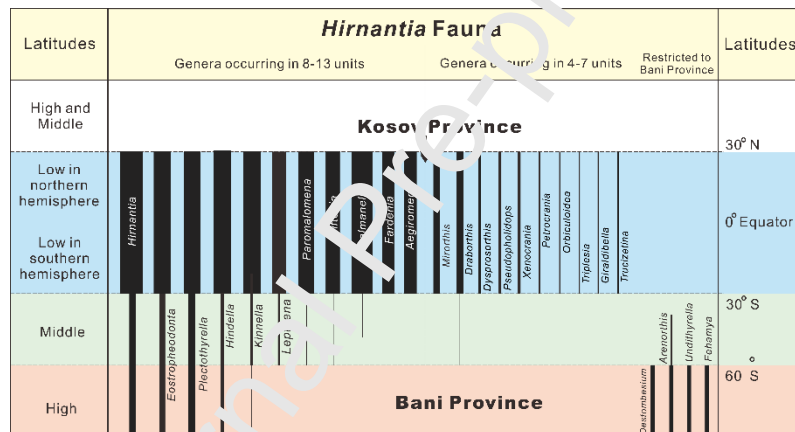 Latitudes
Hirnantia Fauna
Latitudes
Genera occurring in 8-13 units
Genera occurring in 4-7 units
Restricted to
Bani Province
High and
Middle
Kosov Province
30° N
Low in
northern
hemisphere
0° Equator
Low in
southern
hemisphere
Hirnantia
Paromalomena
Fardenia
Aegiromena
Mirorthis
Draborthis
Dysprosorthis
Pseudopholidops
Xenocrania
Petrocrania
Orbiculoidea
Triplesia
Giraldibella
Trucizetina
30° S
Middle
Eostropheodonta
Plectothyrella
Hindella
Kinnella
Arenorthis
Undithyrella
60° S
High
Bani Province
Destombesium